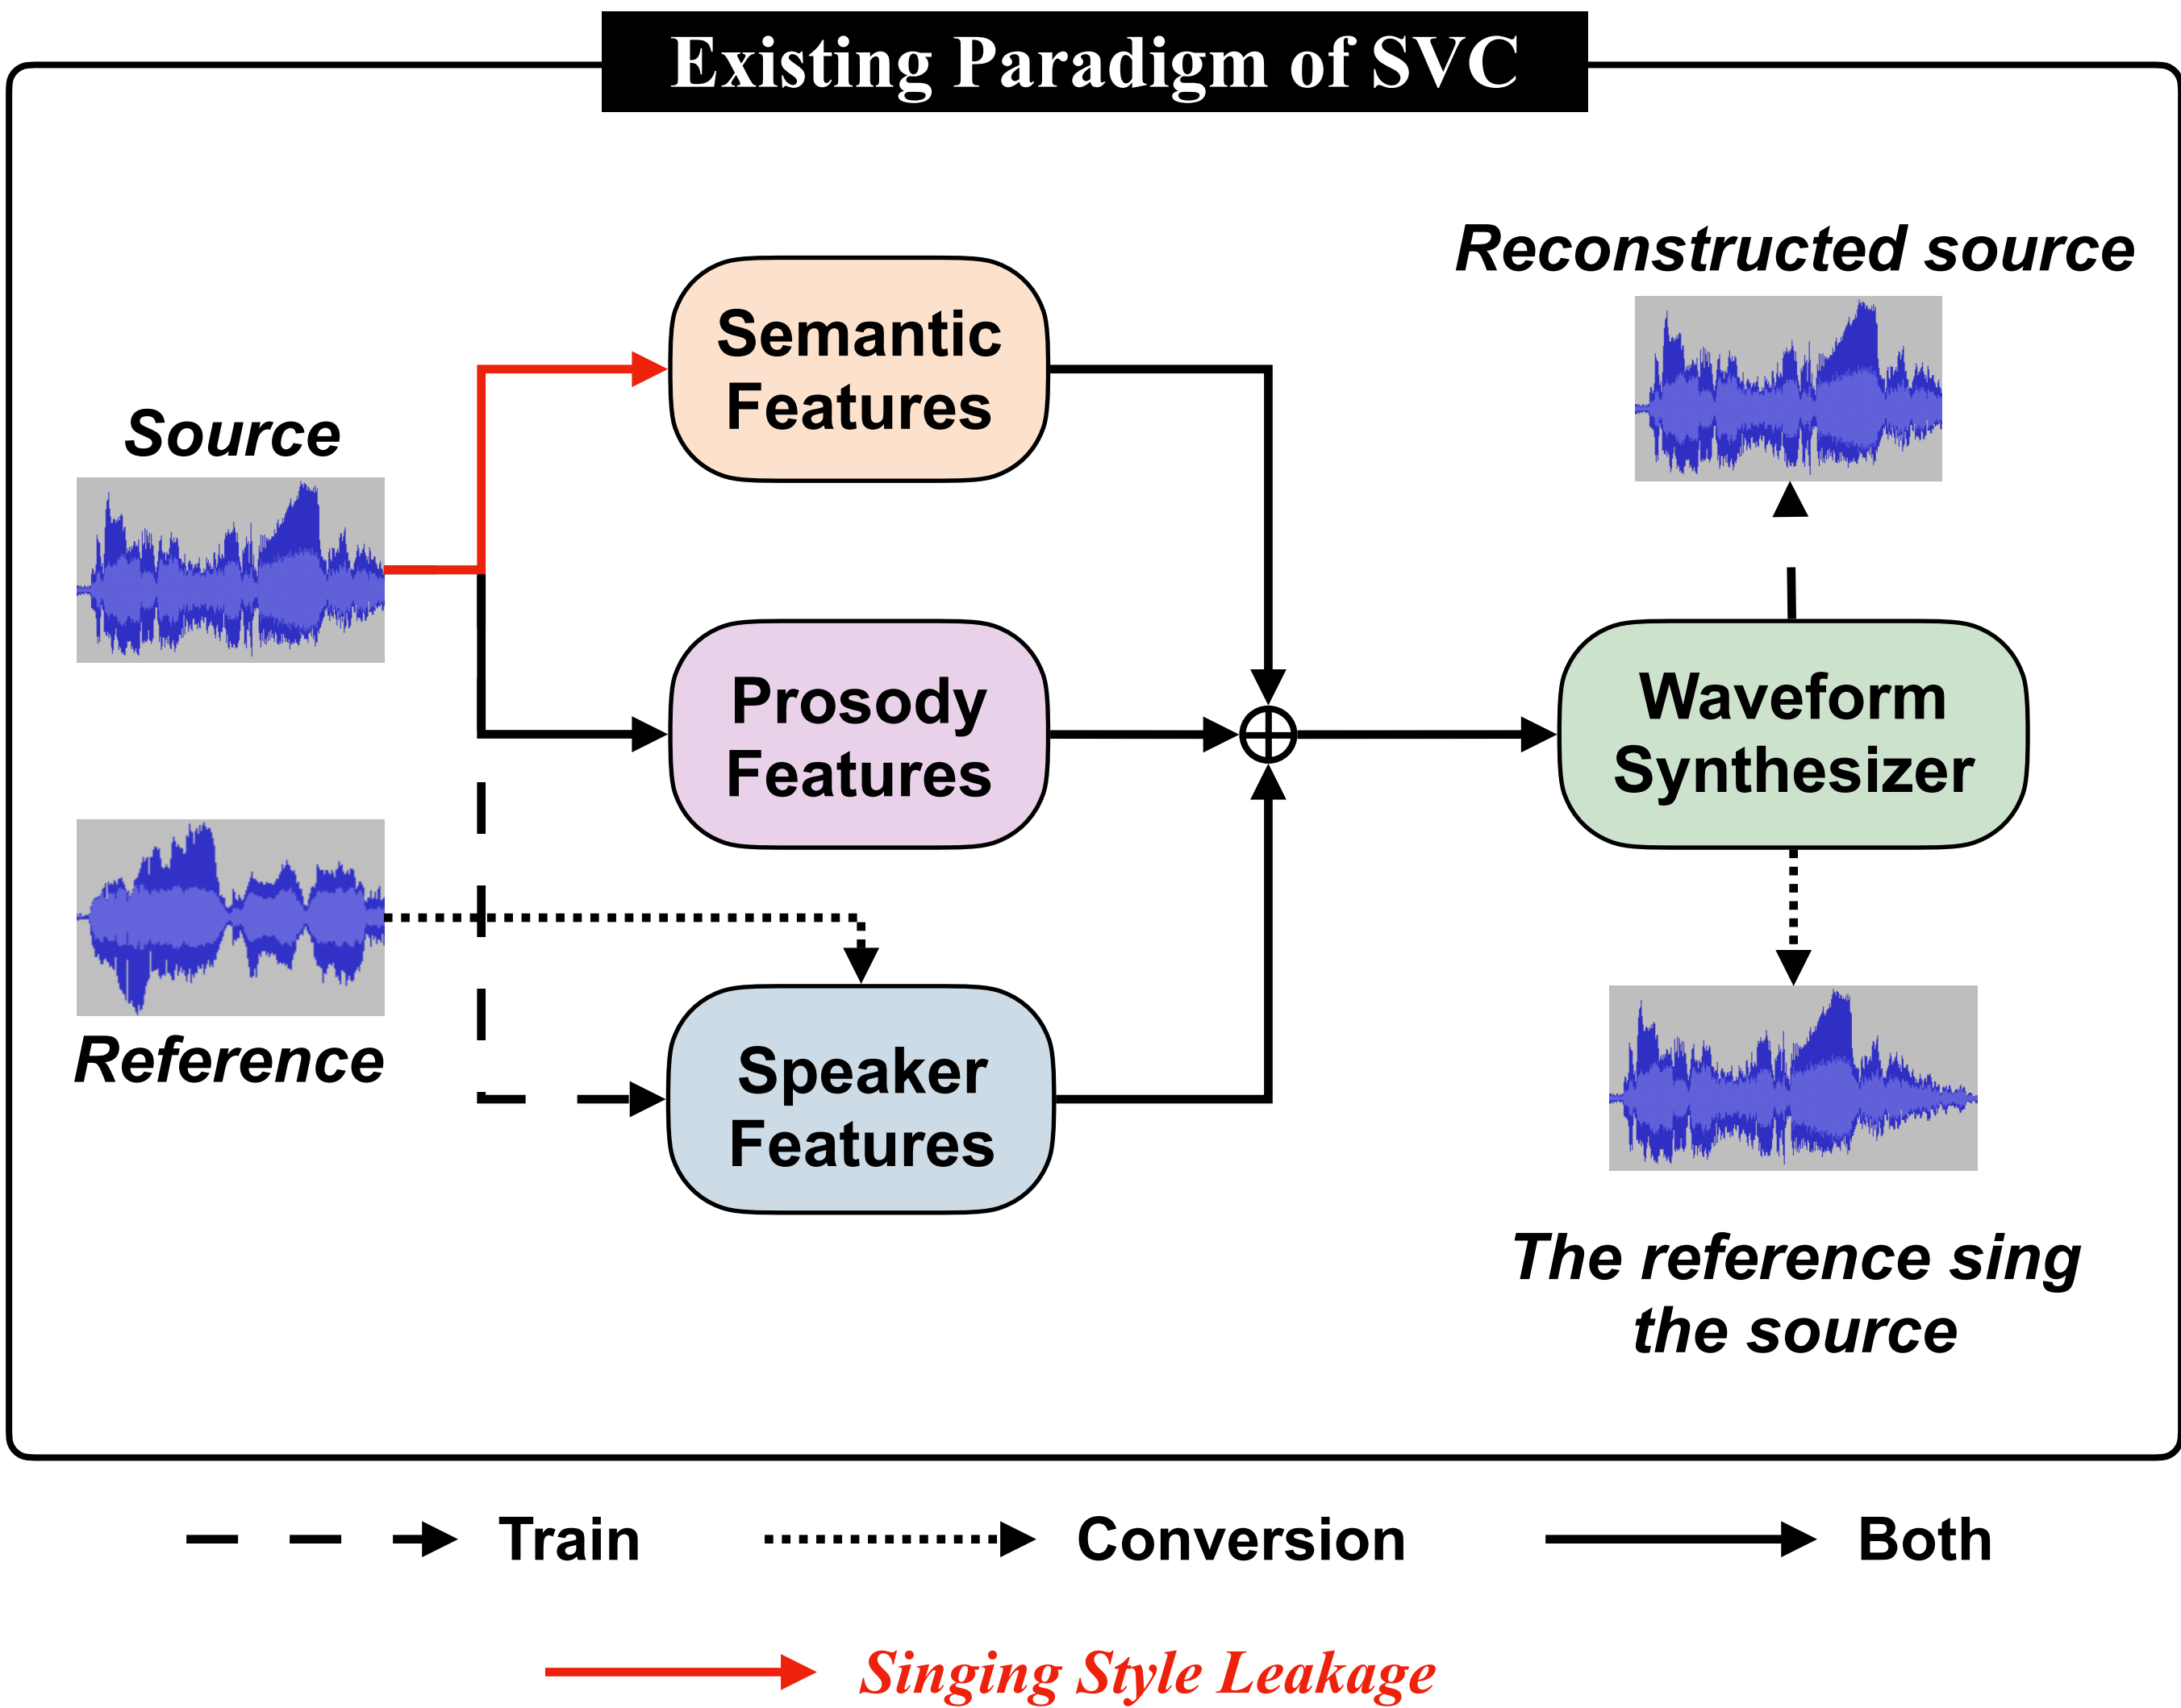 Existing Paradigm of SVC
Reconstructed source
Semantic
Features
Source
Prosody
Features
Waveform
Synthesizer
Reference
Speaker
Features
The reference sing
the source
Train
Conversion
Both
Singing Style Leakage